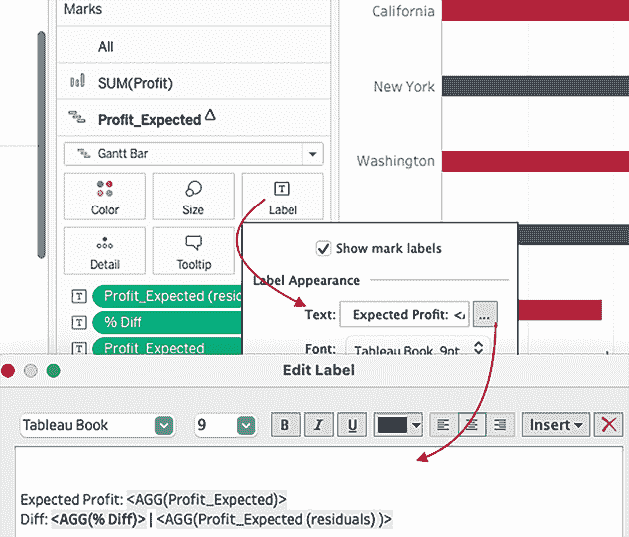 Marks
All
SUM(Profit)
Profit_Expected Δ
Gantt Bar
Color
Size
T
Label
Detail
Tooltip
T Profit_Expected (resid
T % Diff
T Profit_Expected
California
New York
Washington
Show mark labels
Label Appearance
Text: Expected Profit: <A ...
Font: Tableau Book, 9pt
Edit Label
Tableau Book 9 B I U Insert
Expected Profit: <AGG(Profit_Expected)>
Diff: <AGG(% Diff)> | <AGG(Profit_Expected (residuals) )>